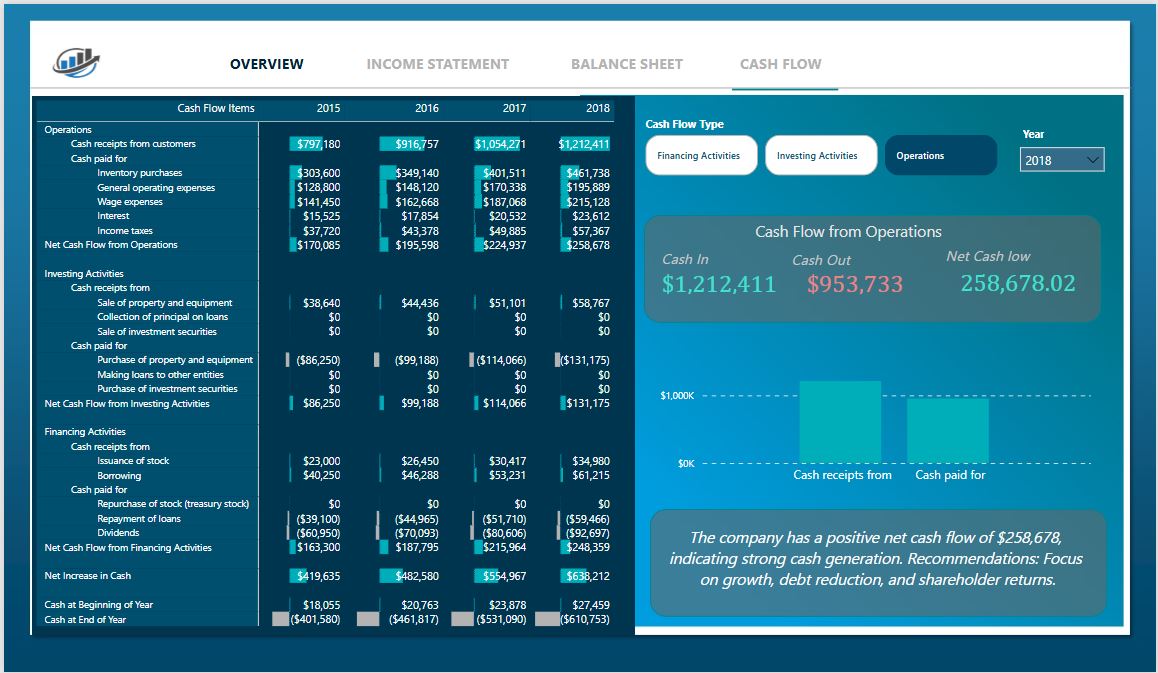 OVERVIEW INCOME STATEMENT BALANCE SHEET CASH FLOW
Cash Flow Items 2015 2016 2017 2018
Operations
Cash receipts from customers $797,180 $916,757 $1,054,271 $1,212,411
Cash paid for
Inventory purchases $303,600 $349,140 $401,511 $461,738
General operating expenses $128,800 $148,120 $170,338 $195,889
Wage expenses $141,450 $162,668 $187,068 $215,128
Interest $15,525 $17,854 $20,532 $23,612
Income taxes $37,720 $43,378 $49,885 $57,367
Net Cash Flow from Operations $170,085 $195,598 $224,937 $258,678
Investing Activities
Cash receipts from
Sale of property and equipment $38,640 $44,436 $51,101 $58,767
Collection of principal on loans $0 $0 $0 $0
Sale of investment securities $0 $0 $0 $0
Cash paid for
Purchase of property and equipment ($86,250) ($99,188) ($114,066) ($131,175)
Making loans to other entities $0 $0 $0 $0
Purchase of investment securities $0 $0 $0 $0
Net Cash Flow from Investing Activities $86,250 $99,188 $114,066 $131,175
Financing Activities
Cash receipts from
Issuance of stock $23,000 $26,450 $30,417 $34,980
Borrowing $40,250 $46,288 $53,231 $61,215
Cash paid for
Repurchase of stock (treasury stock) $0 $0 $0 $0
Repayment of loans ($39,100) ($44,965) ($51,710) ($59,466)
Dividends ($60,950) ($70,093) ($80,606) ($92,697)
Net Cash Flow from Financing Activities $163,300 $187,795 $215,964 $248,359
Net Increase in Cash $419,635 $482,580 $554,967 $638,212
Cash at Beginning of Year $18,055 $20,763 $23,878 $27,459
Cash at End of Year ($401,580) ($461,817) ($531,090) ($610,753)
Cash Flow Type
Financing Activities Investing Activities Operations
Year
2018
Cash Flow from Operations
Cash In Cash Out Net Cash low
$1,212,411 $953,733 258,678.02
$1,000K
$0K
Cash receipts from Cash paid for
The company has a positive net cash flow of $258,678,
indicating strong cash generation. Recommendations: Focus
on growth, debt reduction, and shareholder returns.